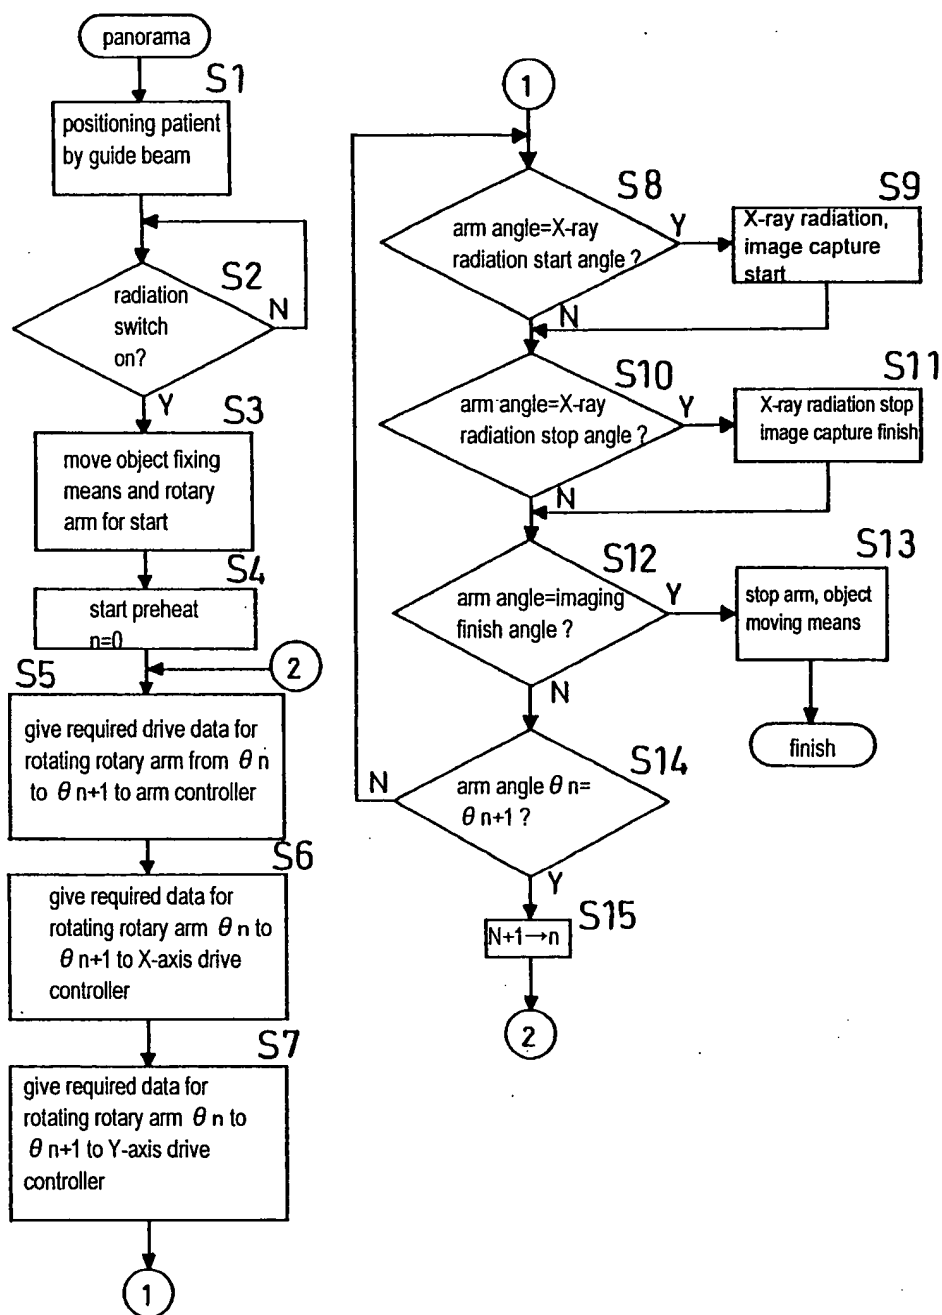 panorama
S1
positioning patient
by guide beam
S2
radiation
switch
on?
N
Y
S3
move object fixing
means and rotary
arm for start
S4
start preheat
n=0
2
S5
give required drive data for
rotating rotary arm from θ n
to θ n+1 to arm controller
S6
give required data for
rotating rotary arm θ n to
θ n+1 to X-axis drive
controller
S7
give required data for
rotating rotary arm θ n to
θ n+1 to Y-axis drive
controller
1
1
S8
arm angle=X-ray
radiation start angle ?
Y
N
S9
X-ray radiation,
image capture
start
S10
arm angle=X-ray
radiation stop angle ?
Y
N
S11
X-ray radiation stop
image capture finish
S12
arm angle=imaging
finish angle ?
Y
N
S13
stop arm, object
moving means
finish
S14
arm angle θ n=
θ n+1 ?
N
Y
S15
N+1→n
2